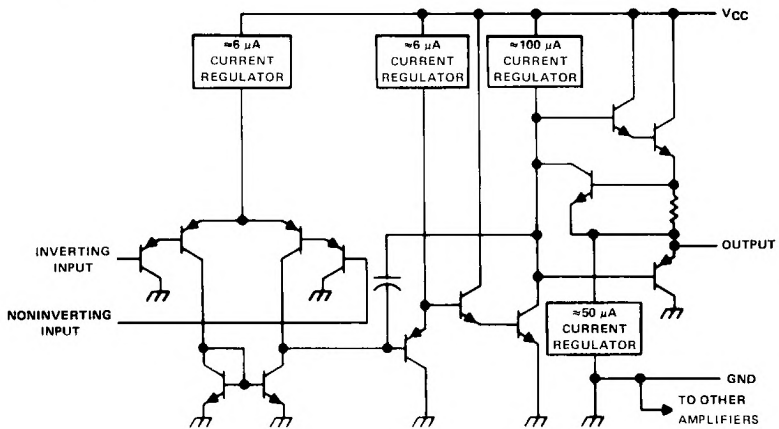 VCC
≈6 μA
CURRENT
REGULATOR
≈6 μA
CURRENT
REGULATOR
≈100 μA
CURRENT
REGULATOR
INVERTING
INPUT
OUTPUT
NONINVERTING
INPUT
≈50 μA
CURRENT
REGULATOR
GND
TO OTHER
AMPLIFIERS